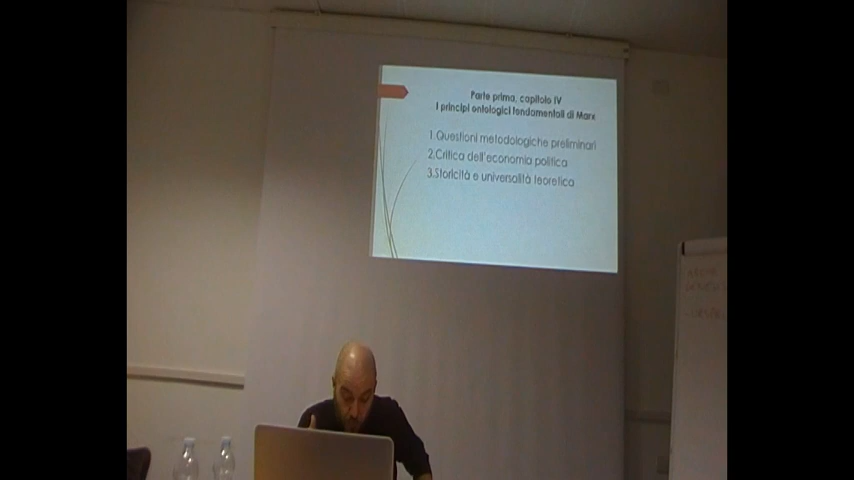 Parte prima, capitolo IV
I principi ontologici fondamentali di Marx
1.Questioni metodologiche preliminari
2.Critica dell'economia politica
3.Storicità e universalità teoretica